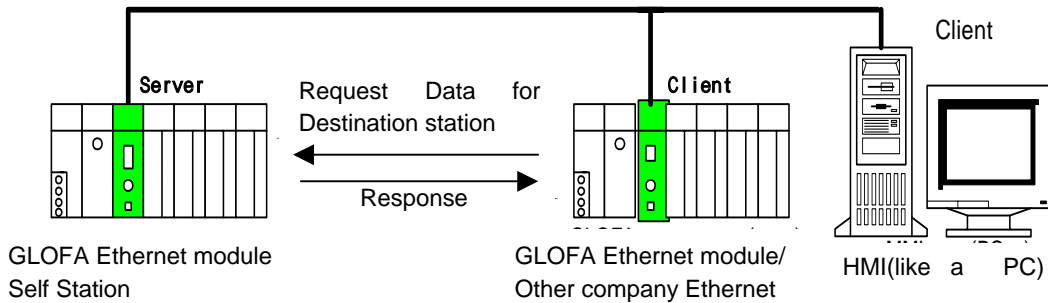 Client
Server
Request Data for
Destination station
Client
Response
GLOFA Ethernet module
Self Station
GLOFA Ethernet module/
Other company Ethernet
HMI(like a PC)